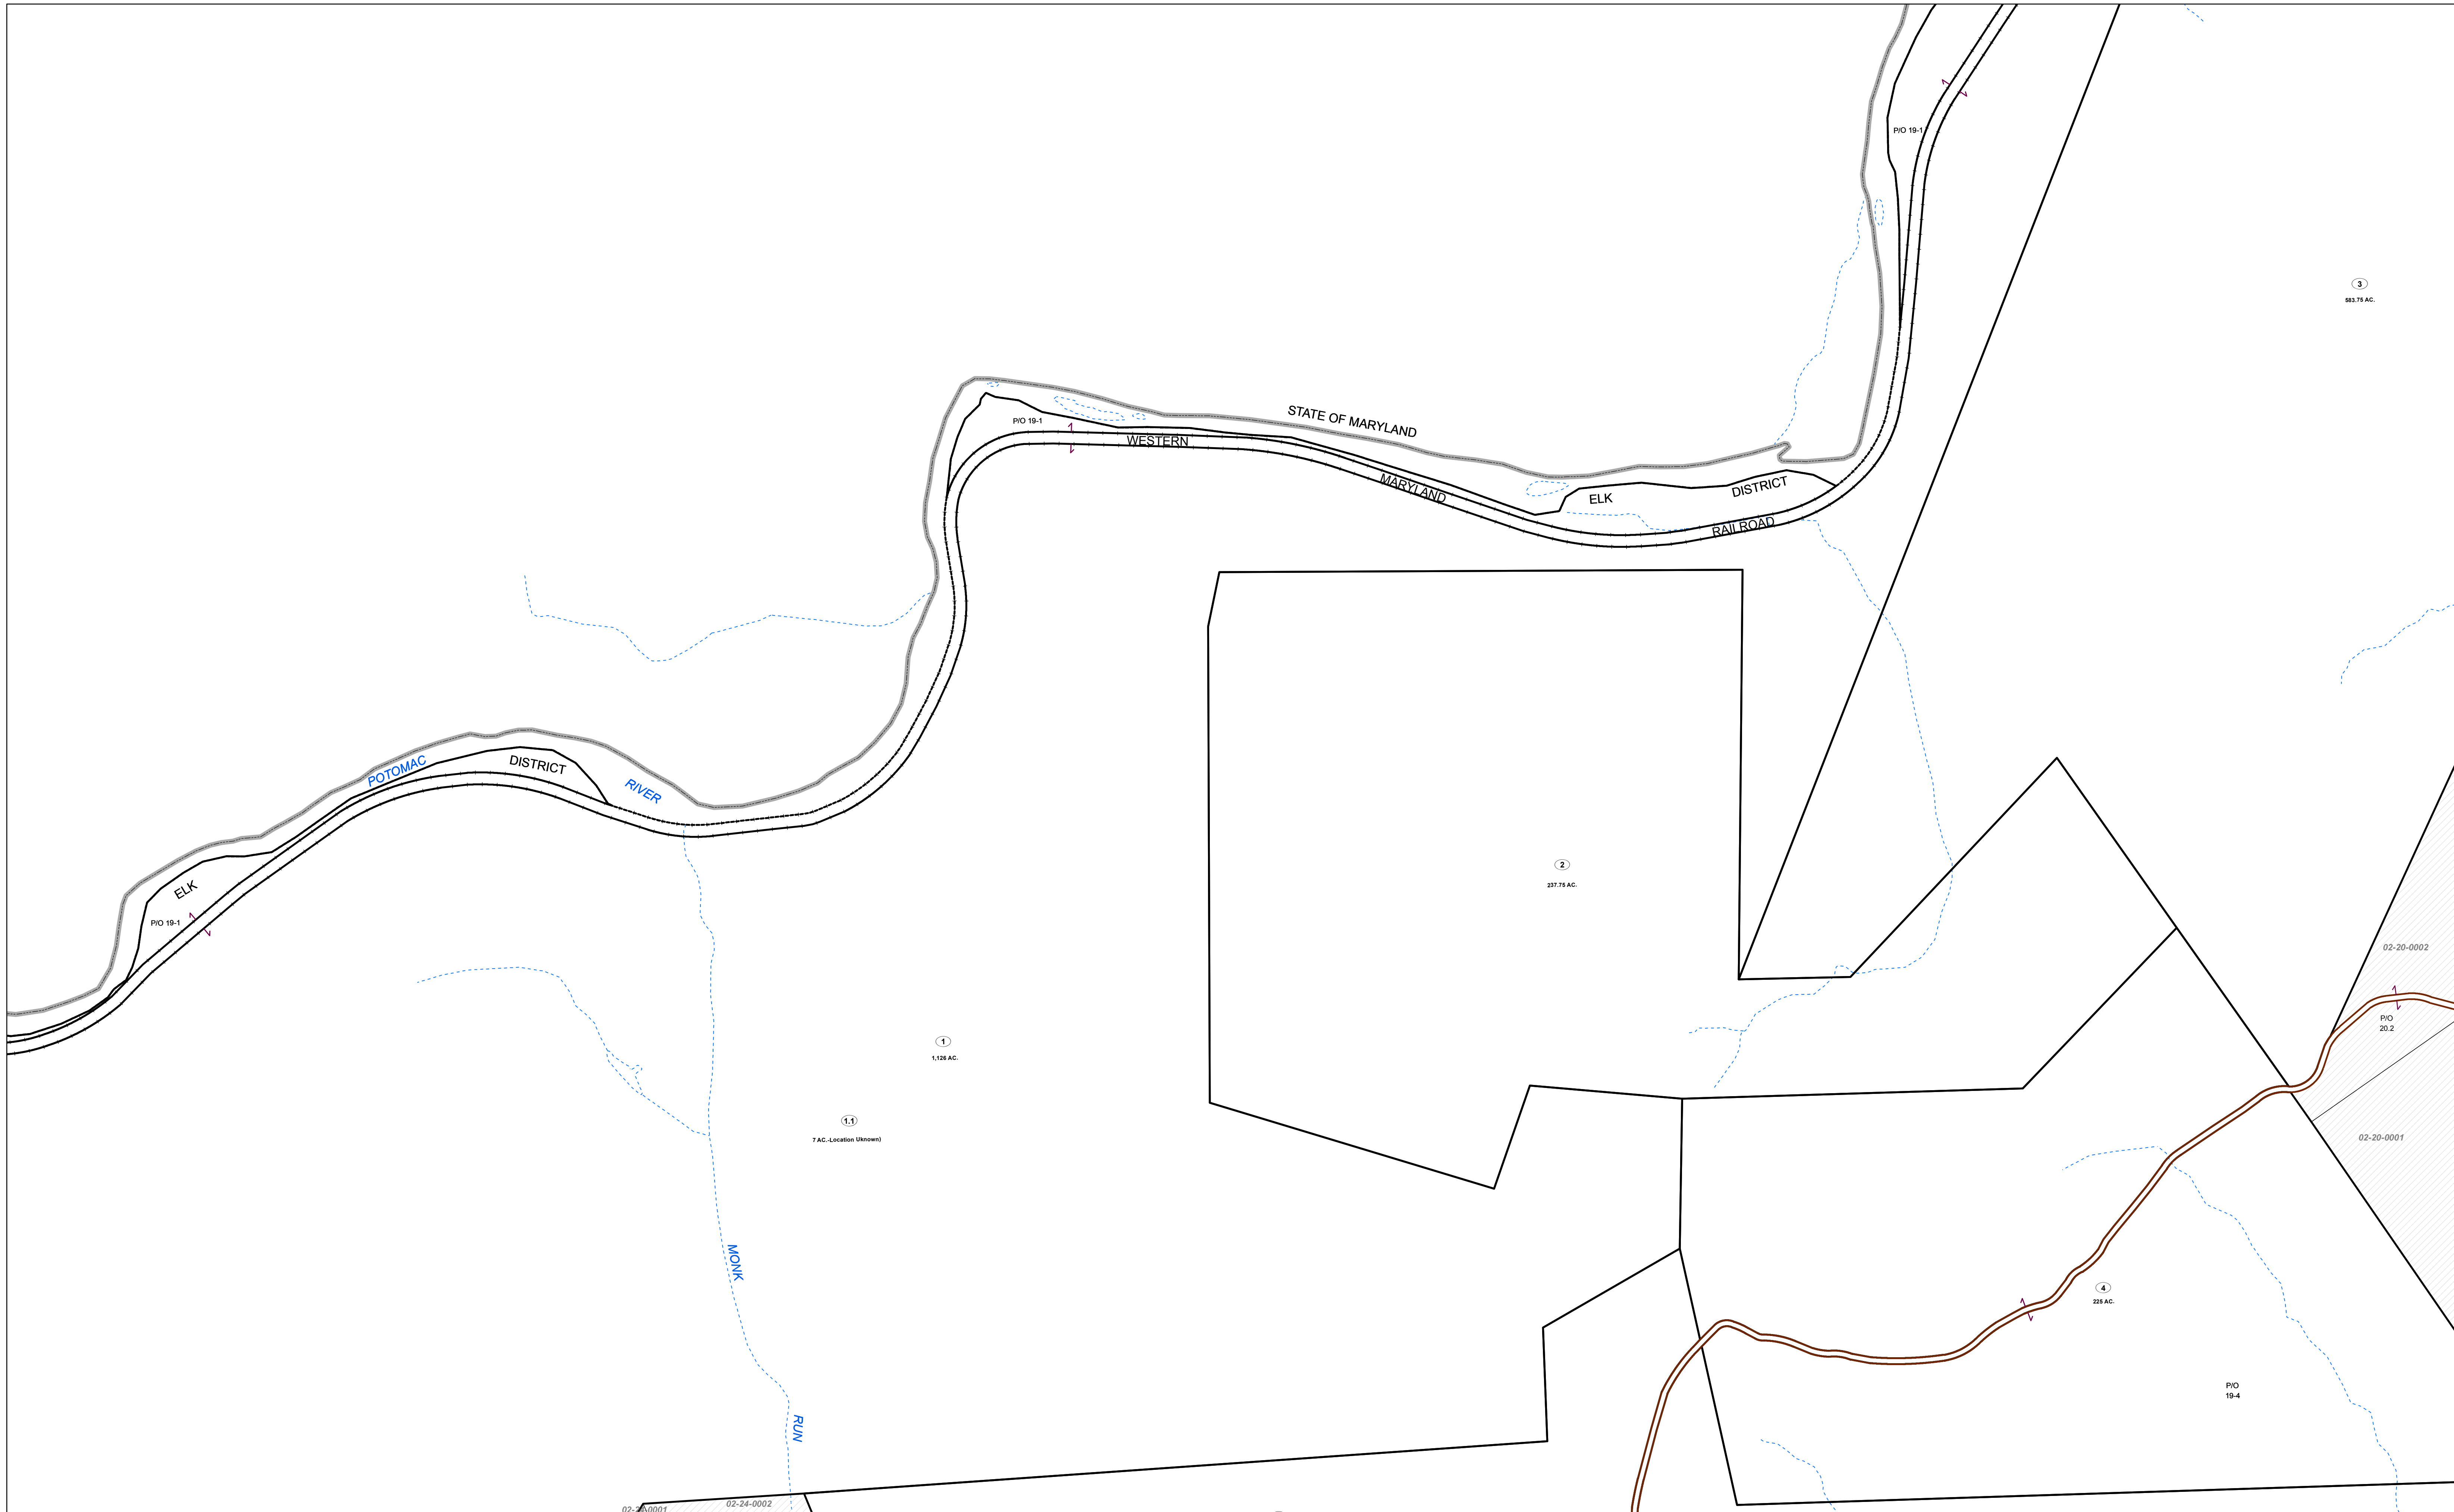 P/O 19-1
3
583.75 AC.
STATE OF MARYLAND
P/O 19-1
WESTERN
MARYLAND
ELK
DISTRICT
RAILROAD
POTOMAC
DISTRICT
RIVER
ELK
P/O 19-1
2
237.75 AC.
02-20-0002
P/O
20.2
1
1,126 AC.
1.1
7 AC.-Location Uknown)
02-20-0001
MONK
4
225 AC.
P/O
19-4
RUN
02-24-0002